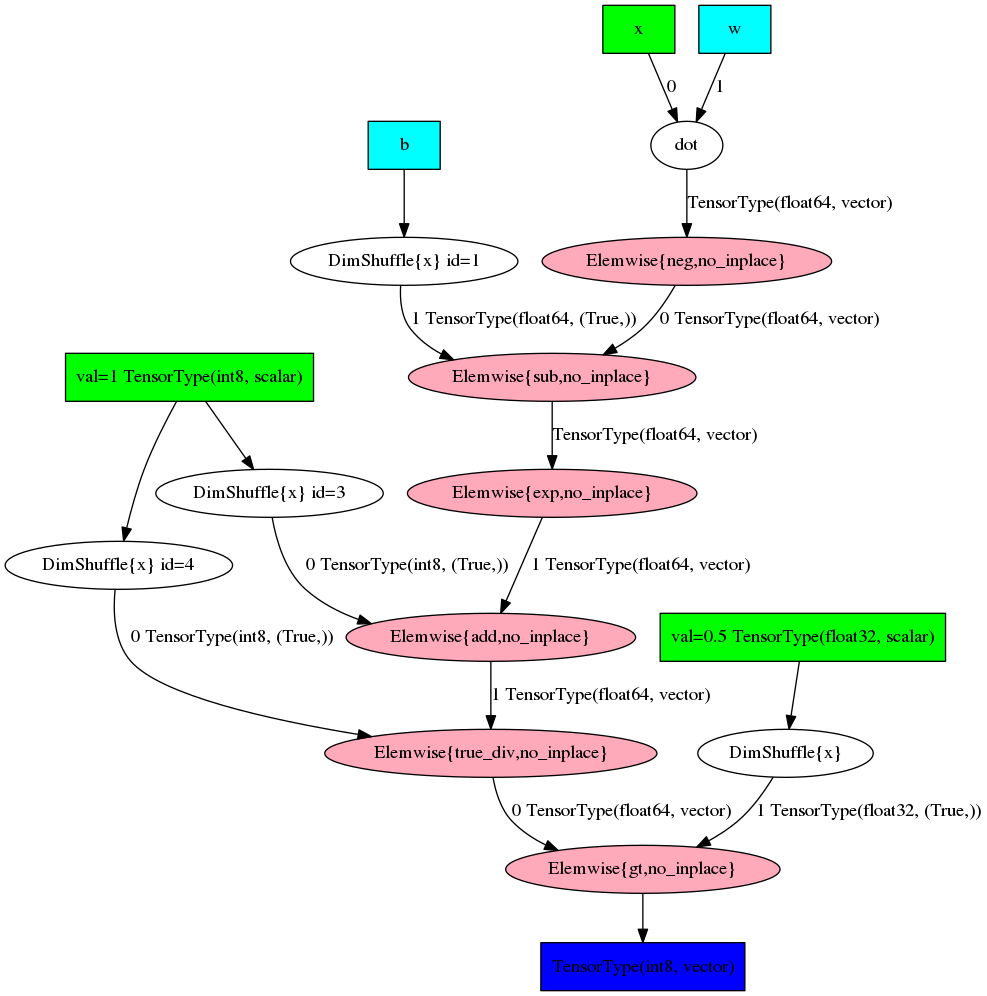 x
w
0
1
b
dot
TensorType(float64, vector)
DimShuffle{x} id=1
Elemwise{neg,no_inplace}
1 TensorType(float64, (True,))
0 TensorType(float64, vector)
val=1 TensorType(int8, scalar)
Elemwise{sub,no_inplace}
TensorType(float64, vector)
DimShuffle{x} id=3
Elemwise{exp,no_inplace}
DimShuffle{x} id=4
0 TensorType(int8, (True,))
1 TensorType(float64, vector)
0 TensorType(int8, (True,))
Elemwise{add,no_inplace}
val=0.5 TensorType(float32, scalar)
1 TensorType(float64, vector)
Elemwise{true_div,no_inplace}
DimShuffle{x}
0 TensorType(float64, vector)
1 TensorType(float32, (True,))
Elemwise{gt,no_inplace}
TensorType(int8, vector)